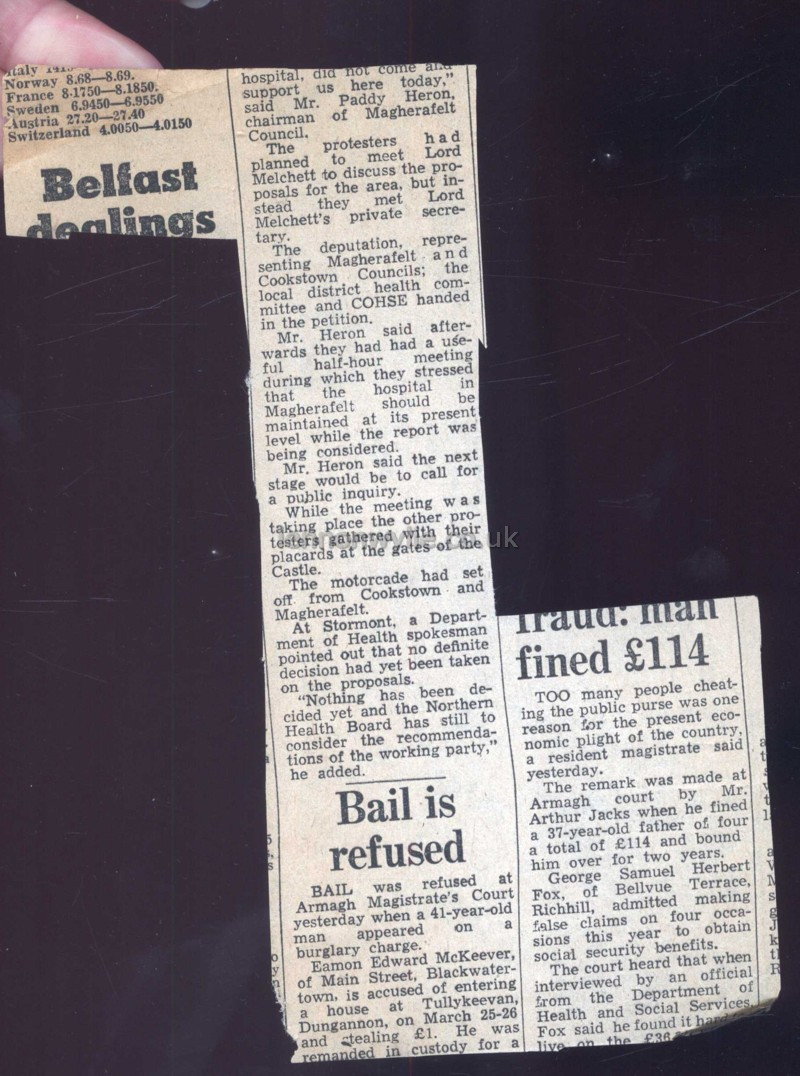 Italy
Norway 8.68—8.69.
France 8·1750—8.1850.
Sweden 6.9450—6.9550
Austria 27.20—27.40
Switzerland 4.0050—4.0150
Belfast
dealings
hospital, did not come and
support us here today,”
said Mr. Paddy Heron,
chairman of Magherafelt
Council.
The protesters had
planned to meet Lord
Melchett to discuss the pro-
posals for the area, but in-
stead they met Lord
Melchett's private secre-
tary.
The deputation, repre-
senting Magherafelt and
Cookstown Councils; the
local district health com-
mittee and COHSE handed
in the petition.
Mr. Heron said after-
wards they had had a use-
ful half-hour meeting
during which they stressed
that the hospital in
Magherafelt should be
maintained at its present
level while the report was
being considered.
Mr. Heron said the next
stage would be to call for
a public inquiry.
While the meeting was
taking place the other pro-
testers gathered with their
placards at the gates of the
Castle.
The motorcade had set
off from Cookstown and
Magherafelt.
At Stormont, a Depart-
ment of Health spokesman
pointed out that no definite
decision had yet been taken
on the proposals.
“Nothing has been de-
cided yet and the Northern
Health Board has still to
consider the recommenda-
tions of the working party,”
he added.
Bail is
refused
BAIL was refused at
Armagh Magistrate's Court
yesterday when a 41-year-old
man appeared on a
burglary charge.
Eamon Edward McKeever,
of Main Street, Blackwater-
town, is accused of entering
a house at Tullykeevan,
Dungannon, on March 25-26
and stealing £1. He was
remanded in custody for a
fraud: man
fined £114
TOO many people cheat-
ing the public purse was one
reason for the present eco-
nomic plight of the country,
a resident magistrate said
yesterday.
The remark was made at
Armagh court by Mr.
Arthur Jacks when he fined
a 37-year-old father of four
a total of £114 and bound
him over for two years.
George Samuel Herbert
Fox, of Bellvue Terrace,
Richhill, admitted making
false claims on four occa-
sions this year to obtain
social security benefits.
The court heard that when
interviewed by an official
from the Department of
Health and Social Services,
Fox said he found it hard to
live on the £36